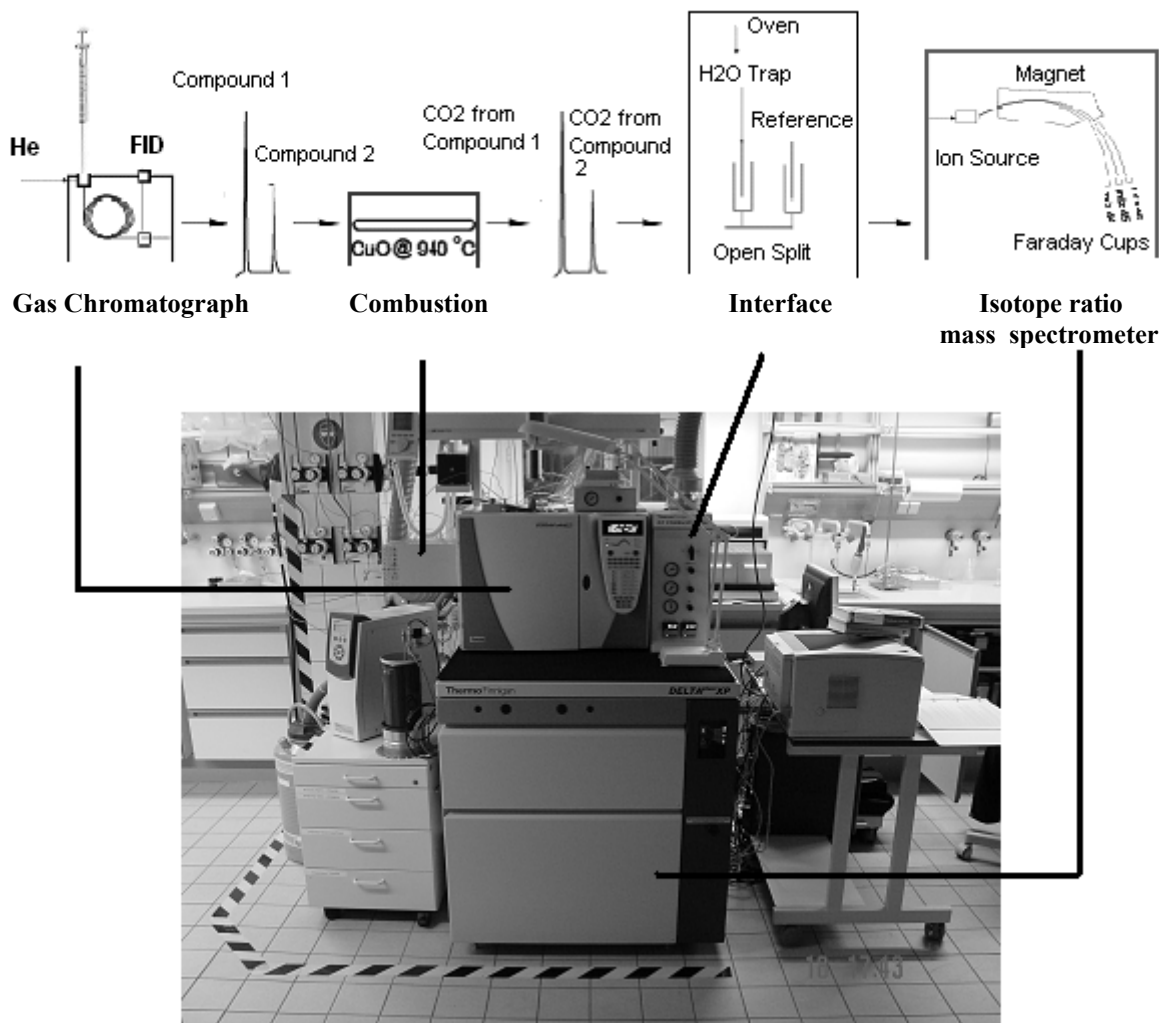 He
FID
Compound 1
Compound 2
CuO @ 940 °C
CO2 from
Compound 1
CO2 from
Compound
2
Oven
H2O Trap
Reference
Open Split
Magnet
Ion Source
Faraday Cups
Gas Chromatograph
Combustion
Interface
Isotope ratio
mass spectrometer
ThermoFinnigan
DELTA plus XP